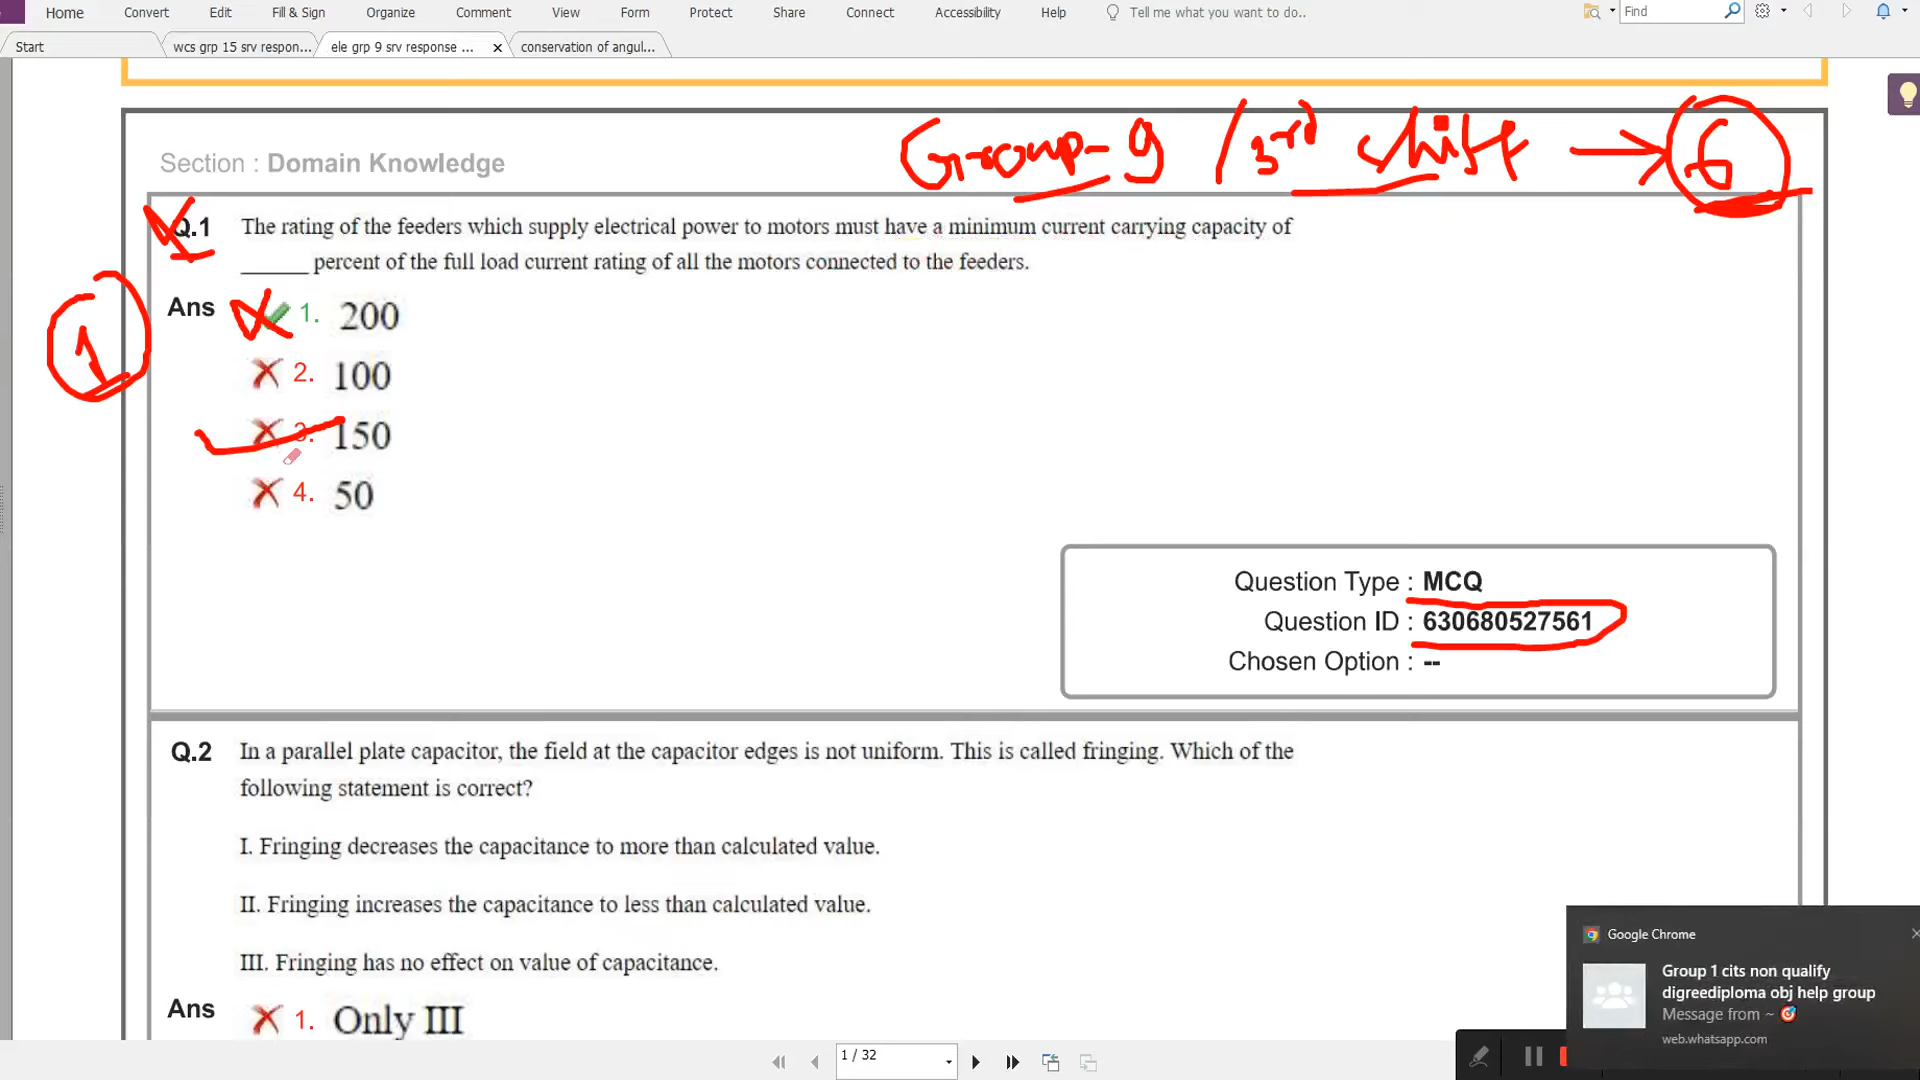 Home Convert Edit Fill & Sign Organize Comment View Form Protect Share Connect Accessibility Help Tell me what you want to do.. Find
Start wcs grp 15 srv respon... ele grp 9 srv response ... conservation of angul...
Group-9 / 3rd shift → 6
Section : Domain Knowledge
Q.1 The rating of the feeders which supply electrical power to motors must have a minimum current carrying capacity of
______ percent of the full load current rating of all the motors connected to the feeders.
1
Ans 1. 200
2. 100
3. 150
4. 50
Question Type : MCQ
Question ID : 630680527561
Chosen Option : --
Q.2 In a parallel plate capacitor, the field at the capacitor edges is not uniform. This is called fringing. Which of the
following statement is correct?
I. Fringing decreases the capacitance to more than calculated value.
II. Fringing increases the capacitance to less than calculated value.
III. Fringing has no effect on value of capacitance.
Ans 1. Only III
Google Chrome
Group 1 cits non qualify
digreediploma obj help group
Message from ~ 🎯
web.whatsapp.com
1 / 32